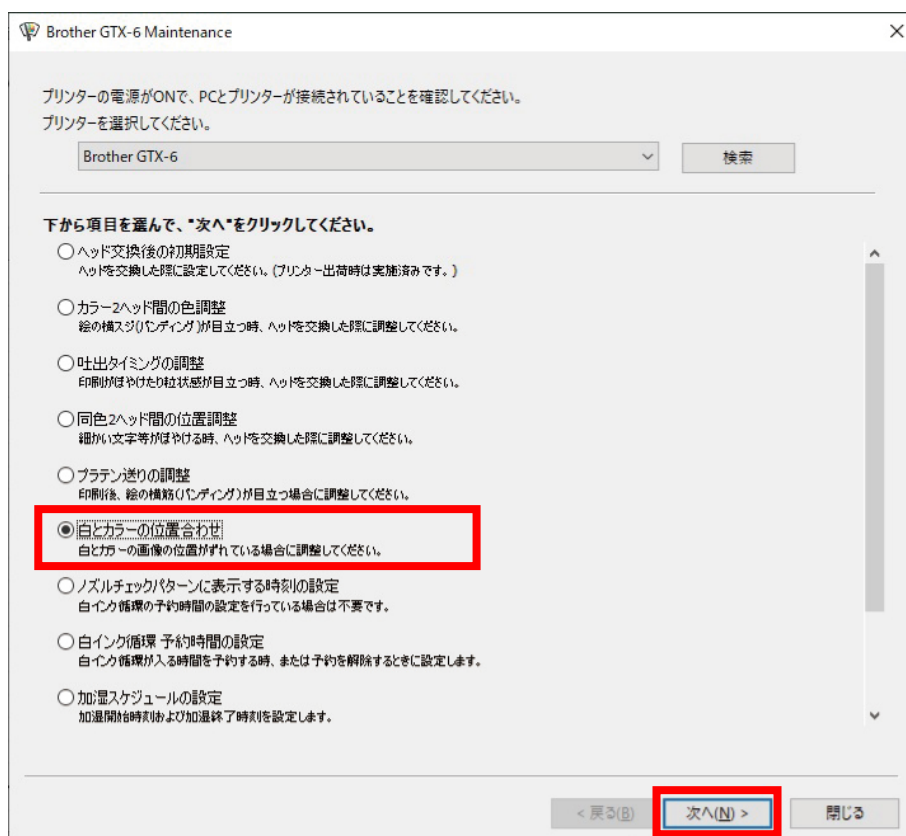 Brother GTX-6 Maintenance
プリンターの電源がONで、PCとプリンターが接続されていることを確認してください。
プリンターを選択してください。
Brother GTX-6
検索
下から項目を選んで、"次へ"をクリックしてください。
ヘッド交換後の初期設定
ヘッドを交換した際に設定してください。(プリンター出荷時は実施済みです。)
カラー2ヘッド間の色調整
絵の横スジ(バンディング)が目立つ時、ヘッドを交換した際に調整してください。
吐出タイミングの調整
印刷がぼやけたり粒状感が目立つ時、ヘッドを交換した際に調整してください。
同色2ヘッド間の位置調整
細かい文字等がぼやける時、ヘッドを交換した際に調整してください。
プラテン送りの調整
印刷後、絵の横筋(バンディング)が目立つ場合に調整してください。
白とカラーの位置合わせ
白とカラーの画像の位置がずれている場合に調整してください。
ノズルチェックパターンに表示する時刻の設定
白インク循環の予約時間の設定を行っている場合は不要です。
白インク循環 予約時間の設定
白インク循環が入る時間を予約する時、または予約を解除するときに設定します。
加湿スケジュールの設定
加湿開始時刻および加湿終了時刻を設定します。
< 戻る(B) 次へ(N) > 閉じる